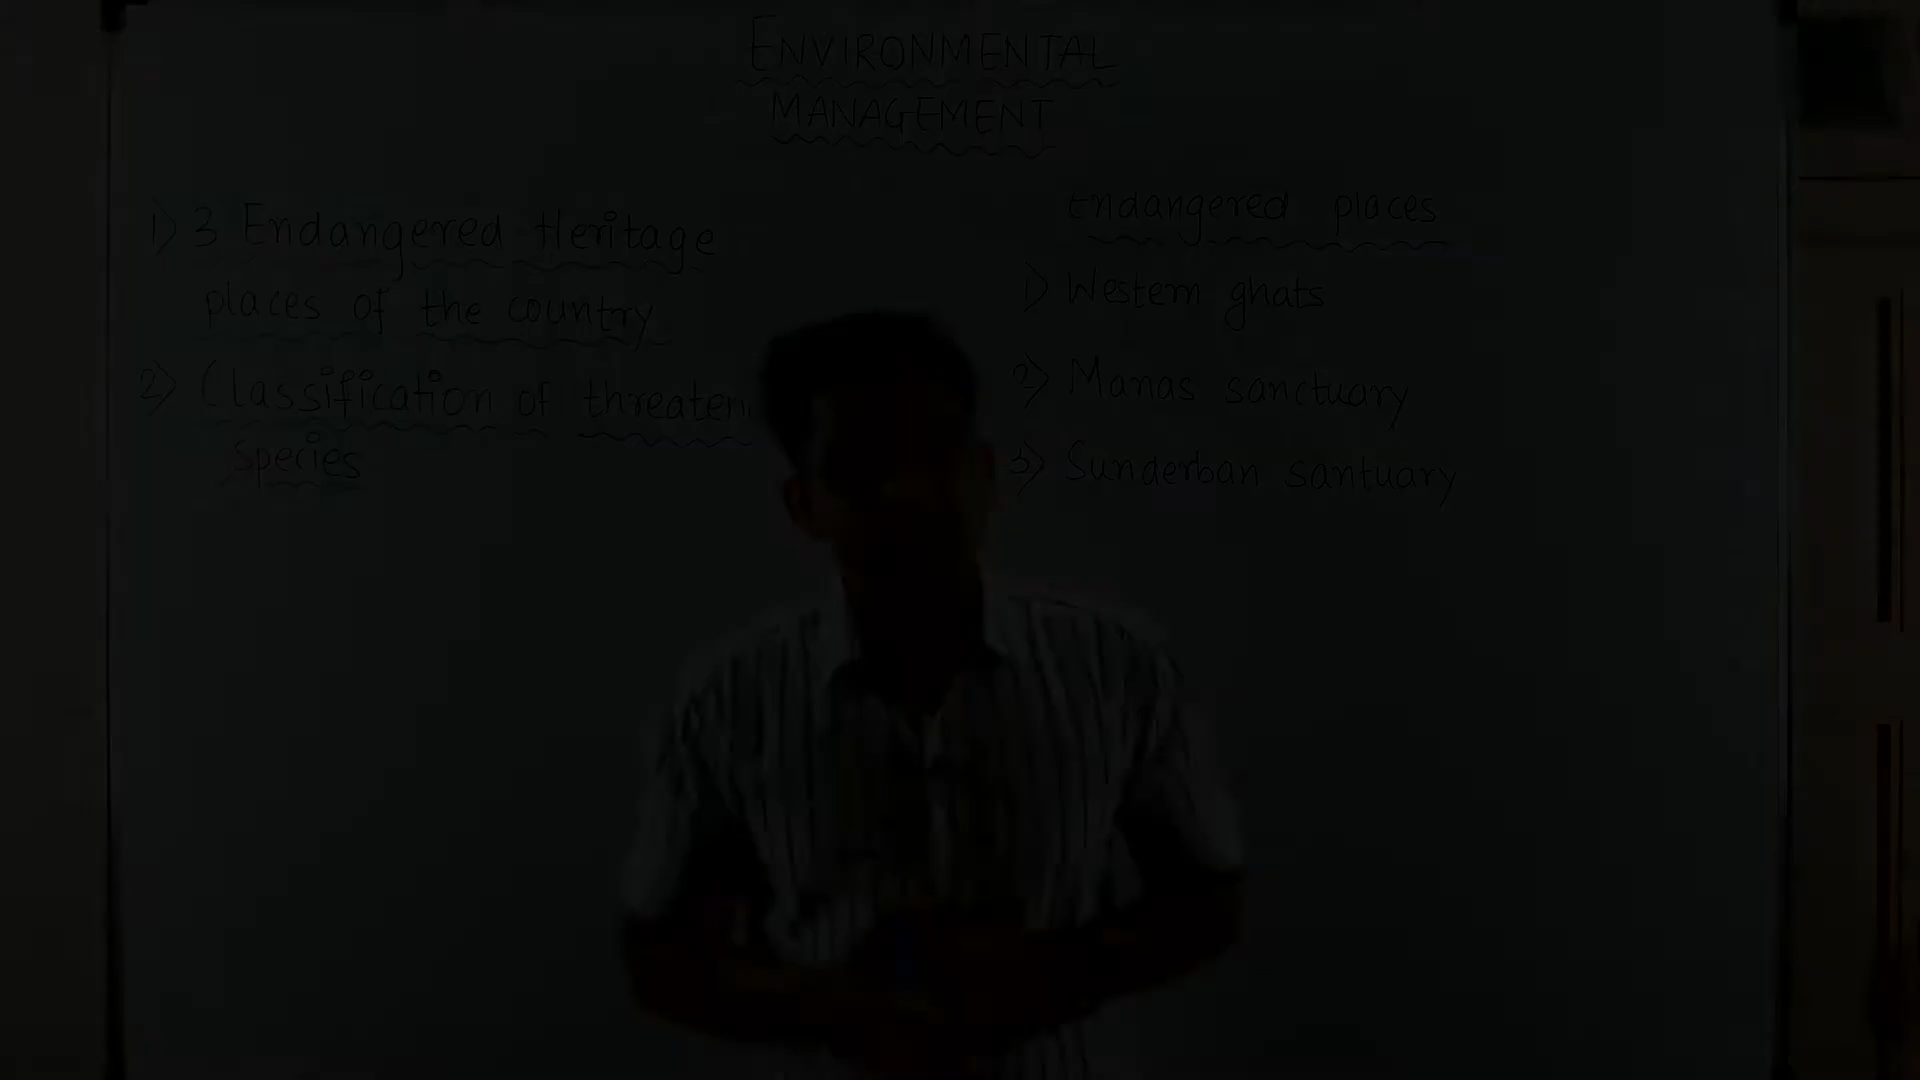 ENVIRONMENTAL
MANAGEMENT
1) 3 Endangered Heritage
places of the country
2) Classification of threaten
species
Endangered places
1) Western ghats
2) Manas sanctuary
3) Sunderban santuary